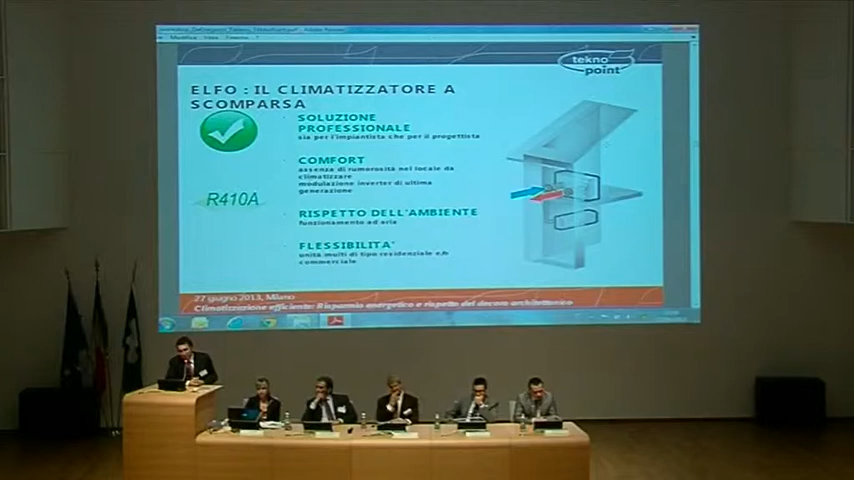 tekno
point
ELFO : IL CLIMATIZZATORE A
SCOMPARSA
SOLUZIONE
PROFESSIONALE
sia per l'impiantista che per il progettista
COMFORT
assenza di rumorosità nel locale da
climatizzare
modulazione inverter di ultima
generazione
R410A
RISPETTO DELL'AMBIENTE
funzionamento ad aria
FLESSIBILITA'
unità multi di tipo residenziale e/o
commerciale
27 giugno 2013, Milano
Climatizzazione efficiente: Risparmio energetico e rispetto del decoro architettonico